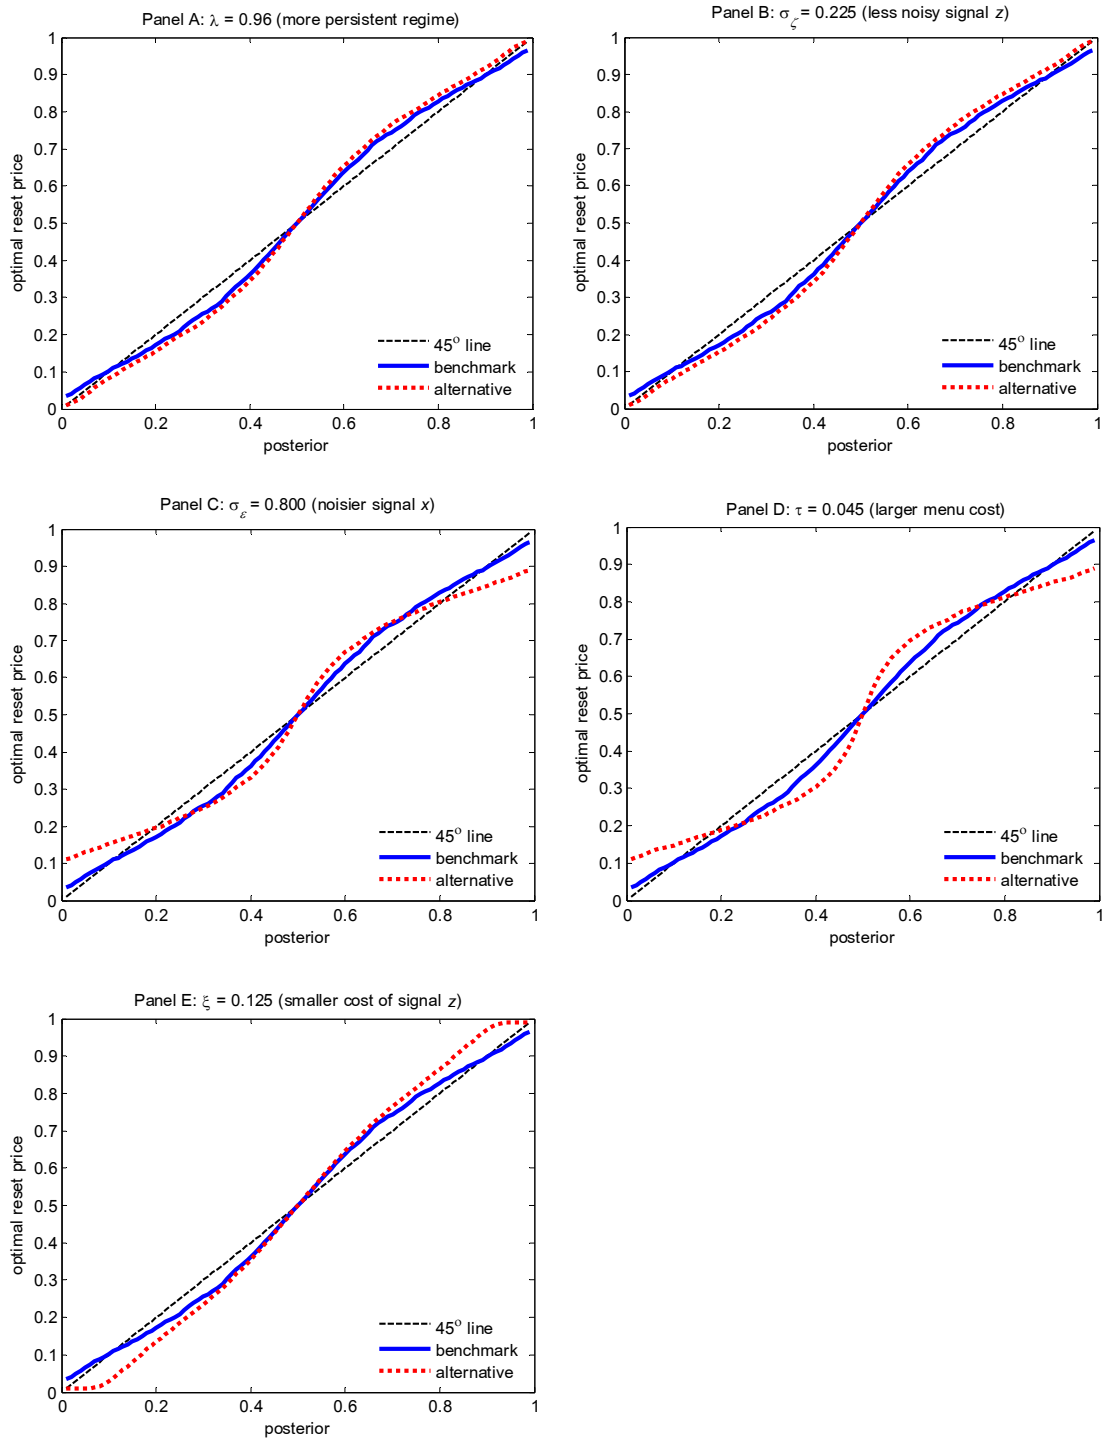 Panel A: λ = 0.96 (more persistent regime)
1
0.9
0.8
0.7
0.6
0.5
0.4
0.3
0.2
0.1
0
optimal reset price
45° line
benchmark
alternative
0 0.2 0.4 0.6 0.8 1
posterior
Panel B: σζ = 0.225 (less noisy signal z)
1
0.9
0.8
0.7
0.6
0.5
0.4
0.3
0.2
0.1
0
optimal reset price
45° line
benchmark
alternative
0 0.2 0.4 0.6 0.8 1
posterior
Panel C: σε = 0.800 (noisier signal x)
1
0.9
0.8
0.7
0.6
0.5
0.4
0.3
0.2
0.1
0
optimal reset price
45° line
benchmark
alternative
0 0.2 0.4 0.6 0.8 1
posterior
Panel D: τ = 0.045 (larger menu cost)
1
0.9
0.8
0.7
0.6
0.5
0.4
0.3
0.2
0.1
0
optimal reset price
45° line
benchmark
alternative
0 0.2 0.4 0.6 0.8 1
posterior
Panel E: ξ = 0.125 (smaller cost of signal z)
1
0.9
0.8
0.7
0.6
0.5
0.4
0.3
0.2
0.1
0
optimal reset price
45° line
benchmark
alternative
0 0.2 0.4 0.6 0.8 1
posterior